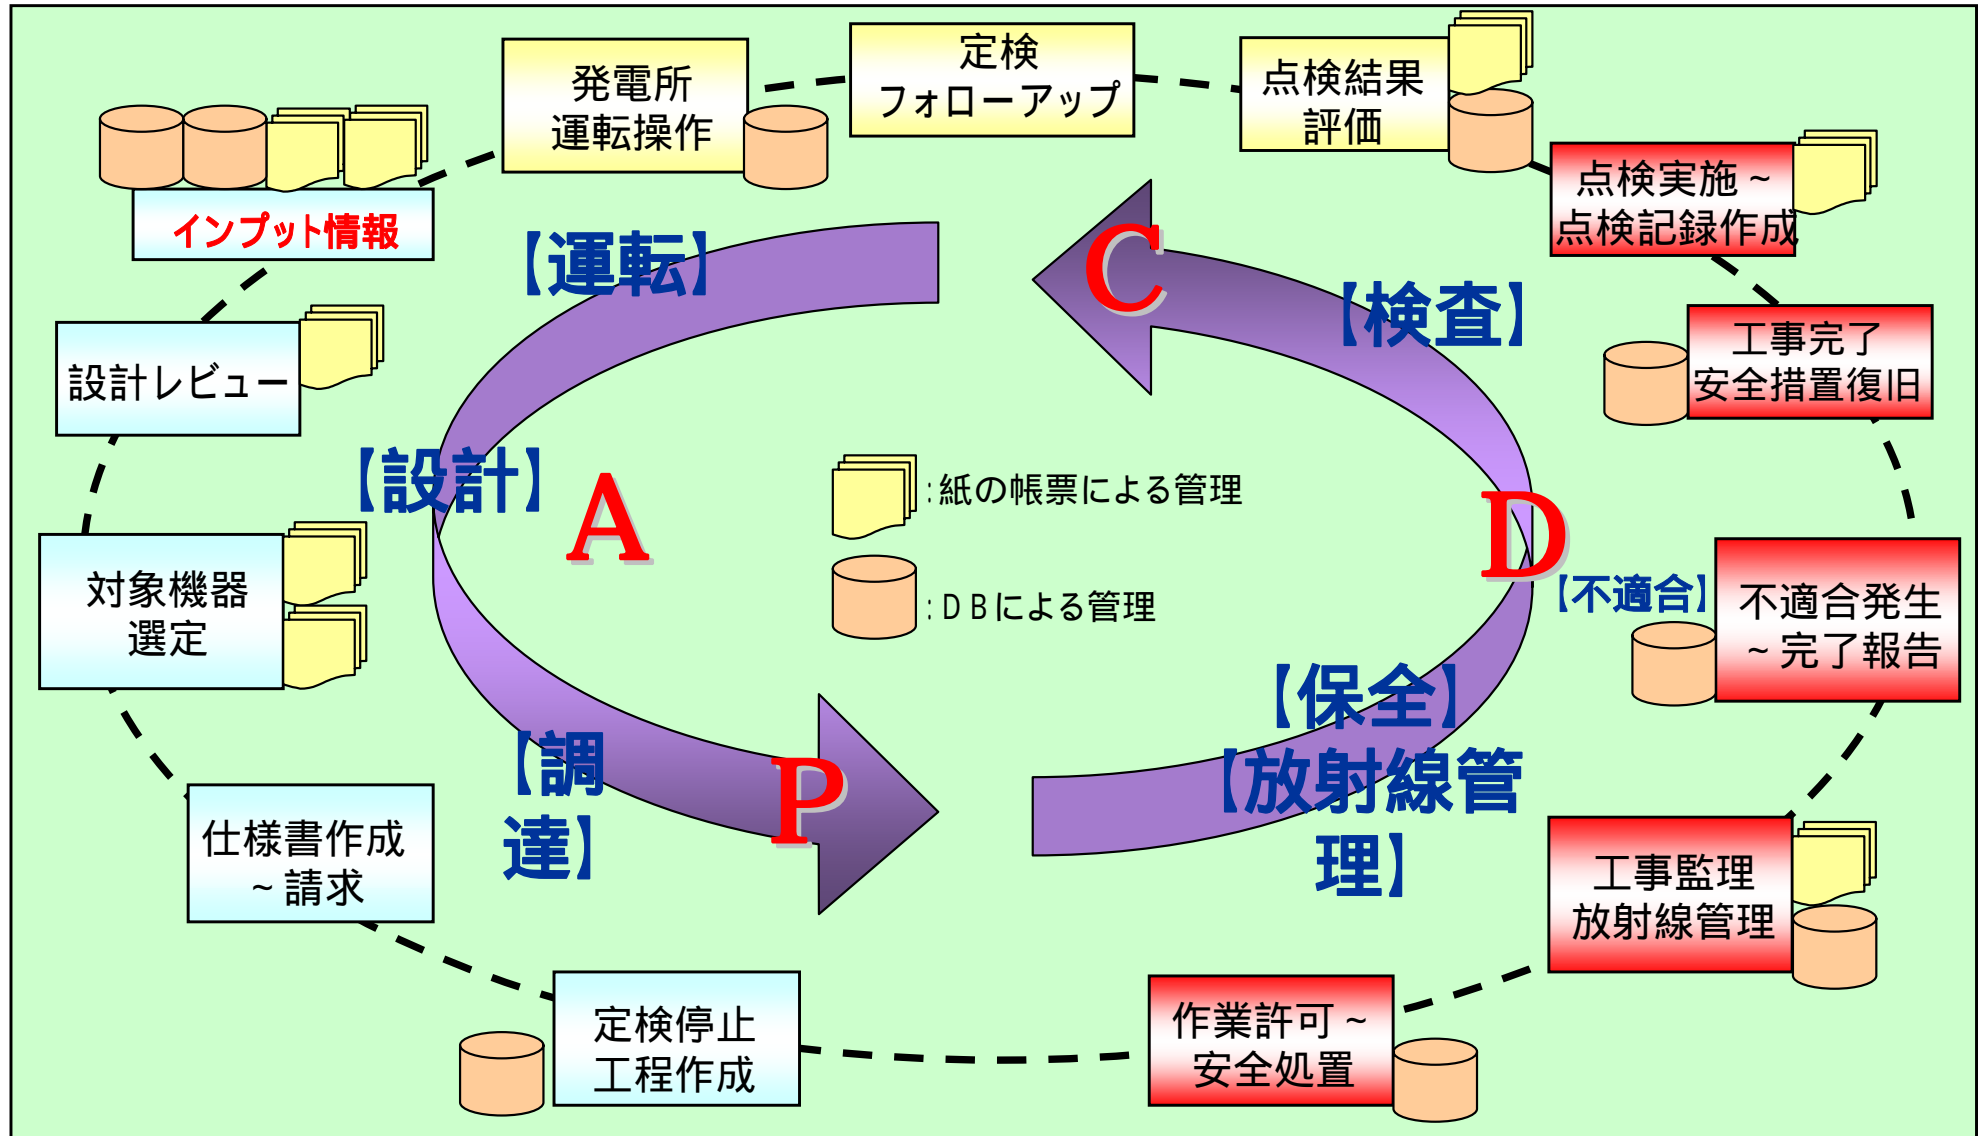 定検
フォローアップ
発電所
運転操作
点検結果
評価
点検実施～
点検記録作成
インプット情報
【運転】
C
【検査】
工事完了
安全措置復旧
設計レビュー
【設計】
A
:紙の帳票による管理
D
対象機器
選定
:ＤＢによる管理
【不適合】
不適合発生
～完了報告
【保全】
【放射線管
理】
【調
達】
P
仕様書作成
～請求
工事監理
放射線管理
定検停止
工程作成
作業許可～
安全処置